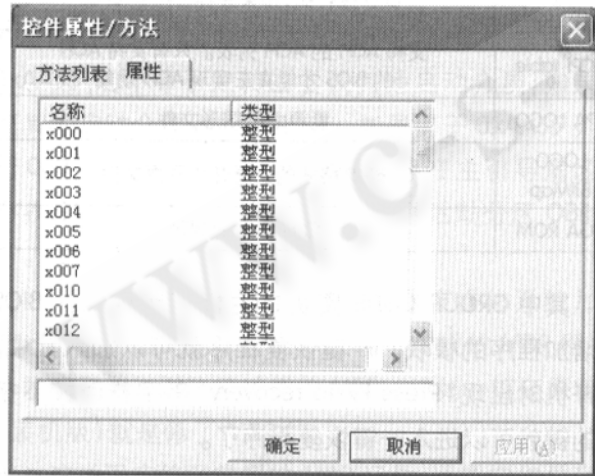 控件属性/方法
方法列表 属性
名称 类型
x000 整型
x001 整型
x002 整型
x003 整型
x004 整型
x005 整型
x006 整型
x007 整型
x010 整型
x011 整型
x012 整型
确定 取消 应用(A)
www.c-s-